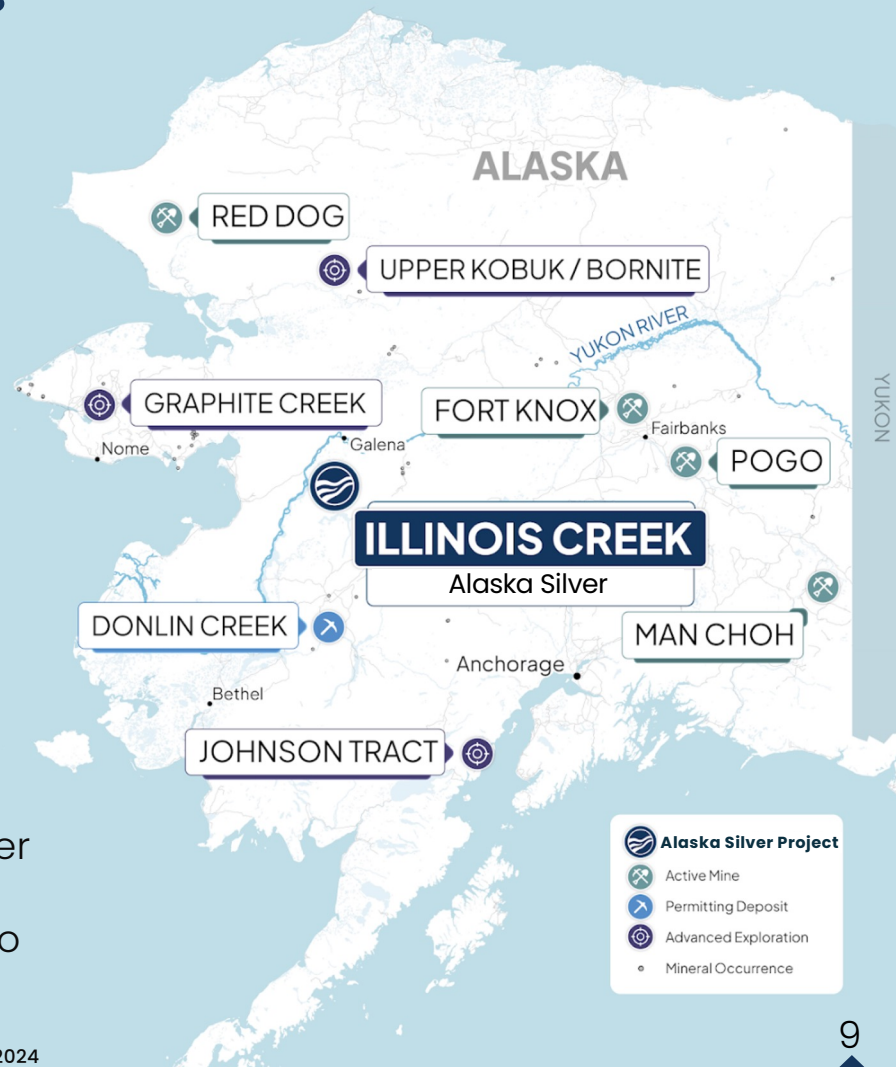 ALASKA
RED DOG
UPPER KOBUK / BORNITE
YUKON RIVER
YUKON
GRAPHITE CREEK
FORT KNOX
Fairbanks
Nome
Galena
POGO
ILLINOIS CREEK
Alaska Silver
DONLIN CREEK
MAN CHOH
Anchorage
Bethel
JOHNSON TRACT
er
o
Alaska Silver Project
Active Mine
Permitting Deposit
Advanced Exploration
Mineral Occurrence
9
2024